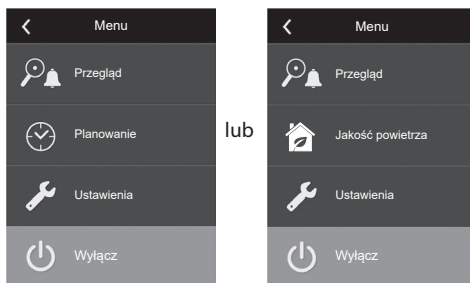 Menu
Przegląd
Planowanie
Ustawienia
Wyłącz
lub
Menu
Przegląd
Jakość powietrza
Ustawienia
Wyłącz